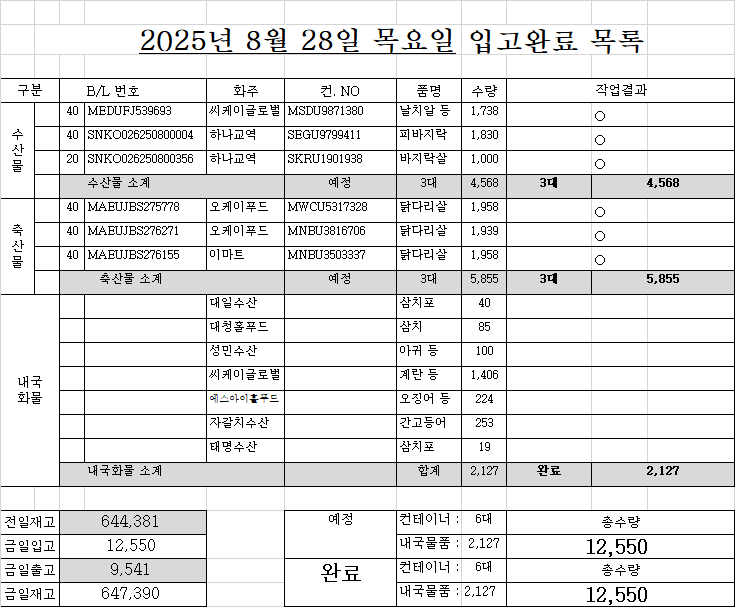 2025년 8월 28일 목요일 입고완료 목록
구분 B/L 번호 화주 컨. NO 품명 수량 작업결과
수산물
40 MEDUFJ539693 씨케이글로벌 MSDU9871380 날치알 등 1,738 ○
40 SNKO026250800004 하나교역 SEGU9799411 피바지락 1,830 ○
20 SNKO026250800356 하나교역 SKRU1901938 바지락살 1,000 ○
수산물 소계 예정 3대 4,568 3대 4,568
축산물
40 MAEUJBS275778 오케이푸드 MWCU5317328 닭다리살 1,958 ○
40 MAEUJBS276271 오케이푸드 MNBU3816706 닭다리살 1,939 ○
40 MAEUJBS276155 이마트 MNBU3503337 닭다리살 1,958 ○
축산물 소계 예정 3대 5,855 3대 5,855
내국화물
대일수산 삼치포 40
대청홀푸드 삼치 85
성민수산 아귀 등 100
씨케이글로벌 계란 등 1,406
에스아이홀푸드 오징어 등 224
자갈치수산 간고등어 253
태명수산 삼치포 19
내국화물 소계 합계 2,127 완료 2,127
전일재고 644,381 예정 컨테이너 : 6대 총수량
금일입고 12,550 내국물품 : 2,127 12,550
금일출고 9,541 완료 컨테이너 : 6대 총수량
금일재고 647,390 내국물품 : 2,127 12,550